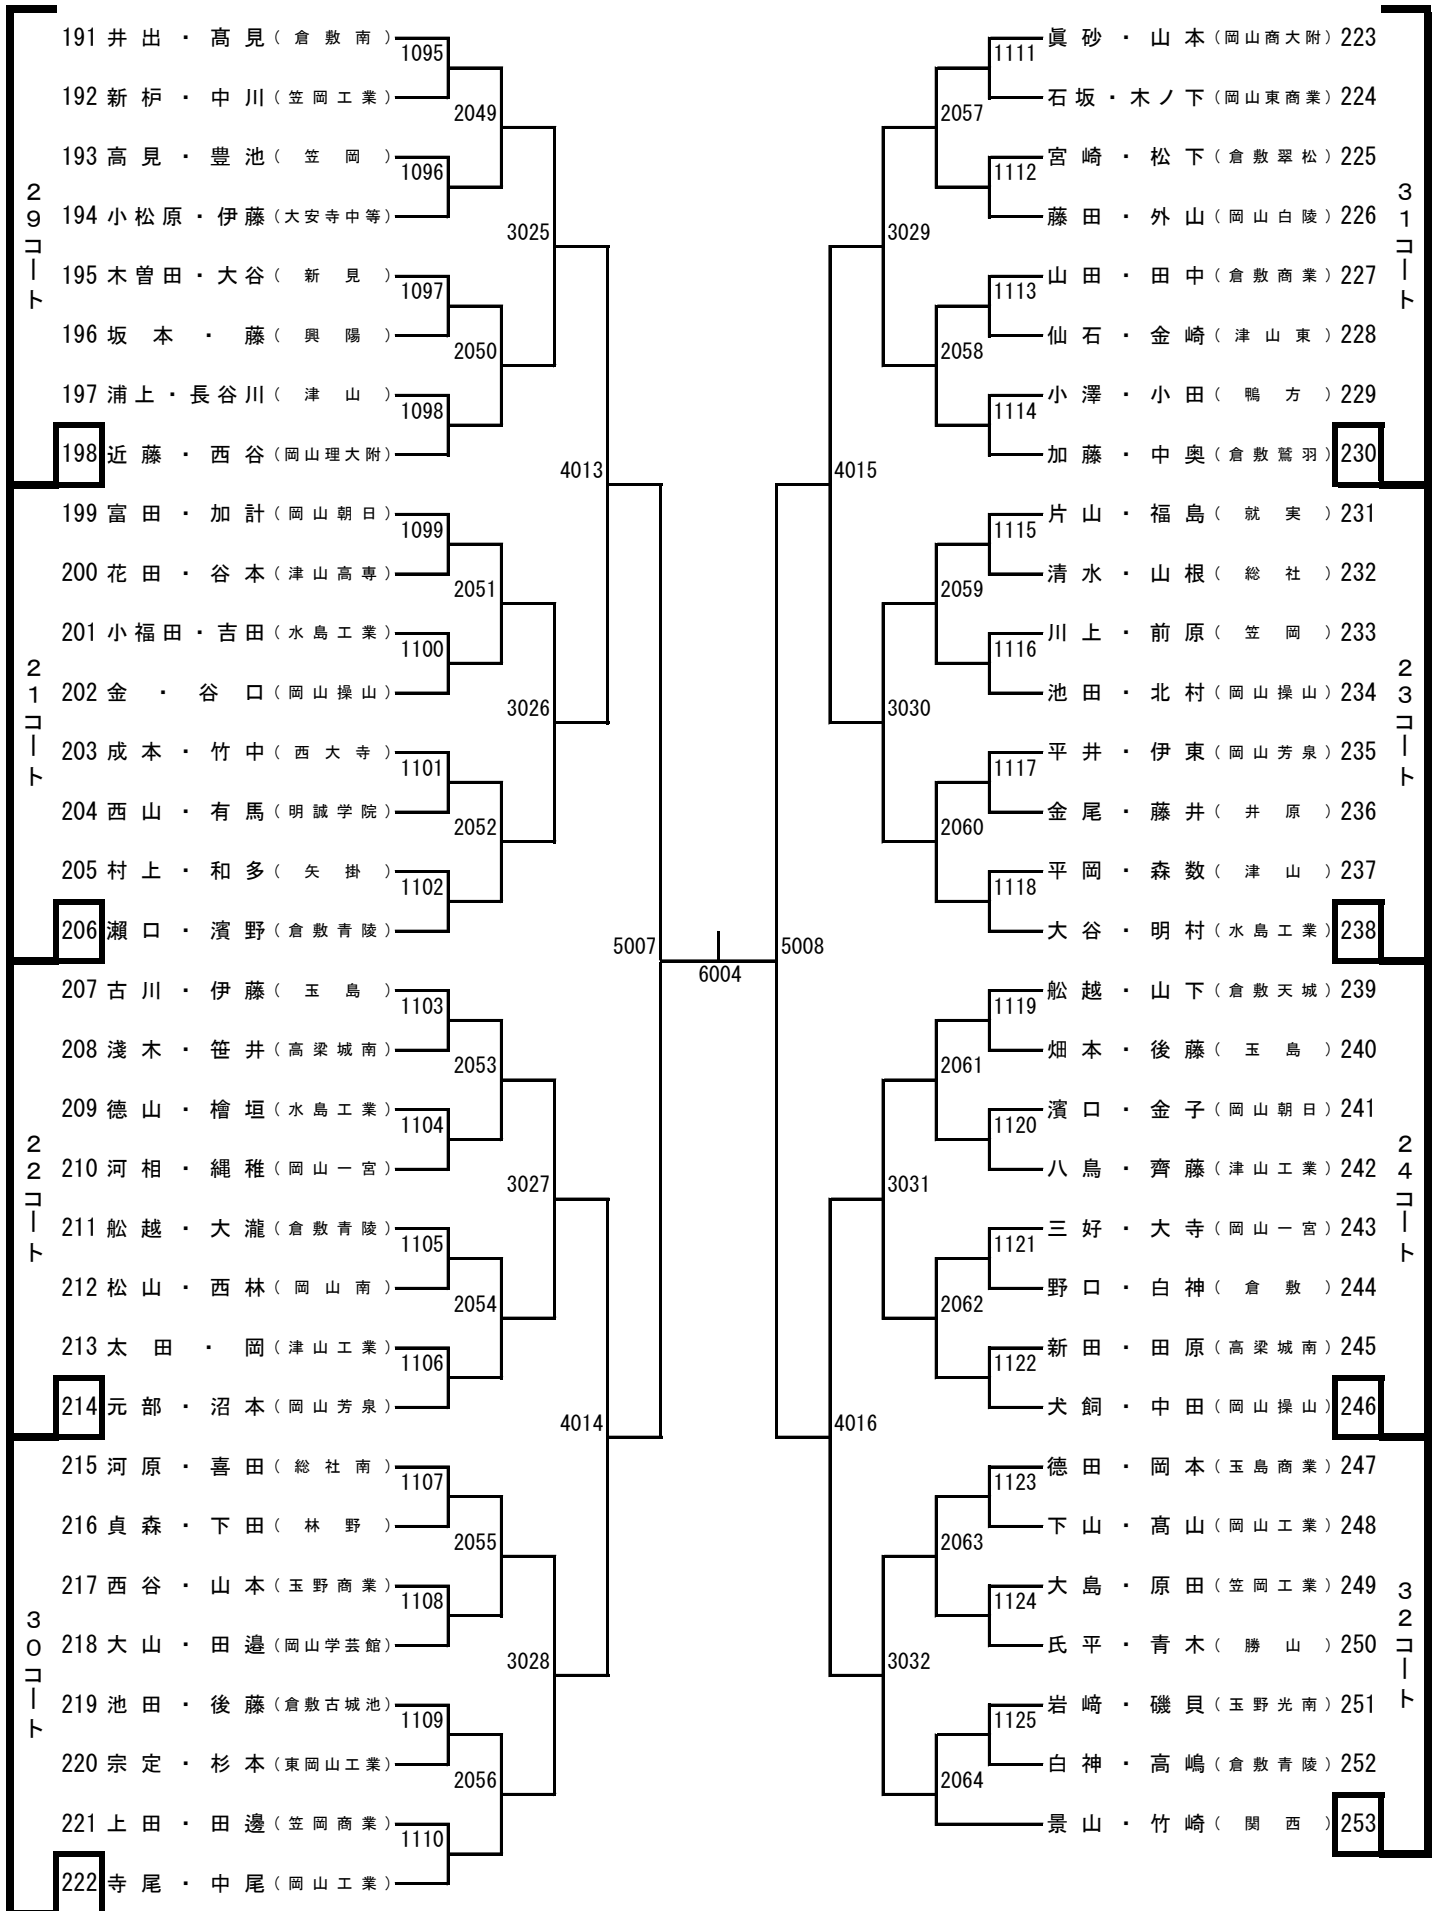 29コート
191 井出・髙見（倉敷南）
1095
192 新枦・中川（笠岡工業）
2049
193 高見・豊池（笠岡）
1096
194 小松原・伊藤（大安寺中等）
3025
195 木曽田・大谷（新見）
1097
196 坂本・藤（興陽）
2050
197 浦上・長谷川（津山）
1098
198 近藤・西谷（岡山理大附）
4013
21コート
199 富田・加計（岡山朝日）
1099
200 花田・谷本（津山高専）
2051
201 小福田・吉田（水島工業）
1100
202 金・谷口（岡山操山）
3026
203 成本・竹中（西大寺）
1101
204 西山・有馬（明誠学院）
2052
205 村上・和多（矢掛）
1102
206 瀨口・濱野（倉敷青陵）
5007
22コート
207 古川・伊藤（玉島）
1103
208 淺木・笹井（高梁城南）
2053
209 德山・檜垣（水島工業）
1104
210 河相・縄稚（岡山一宮）
3027
211 舩越・大瀧（倉敷青陵）
1105
212 松山・西林（岡山南）
2054
213 太田・岡（津山工業）
1106
214 元部・沼本（岡山芳泉）
4014
30コート
215 河原・喜田（総社南）
1107
216 貞森・下田（林野）
2055
217 西谷・山本（玉野商業）
1108
218 大山・田邉（岡山学芸館）
3028
219 池田・後藤（倉敷古城池）
1109
220 宗定・杉本（東岡山工業）
2056
221 上田・田邊（笠岡商業）
1110
222 寺尾・中尾（岡山工業）
6004
31コート
眞砂・山本（岡山商大附）223
1111
石坂・木ノ下（岡山東商業）224
2057
宮崎・松下（倉敷翠松）225
1112
藤田・外山（岡山白陵）226
3029
山田・田中（倉敷商業）227
1113
仙石・金崎（津山東）228
2058
小澤・小田（鴨方）229
1114
加藤・中奥（倉敷鷲羽）230
4015
23コート
片山・福島（就実）231
1115
清水・山根（総社）232
2059
川上・前原（笠岡）233
1116
池田・北村（岡山操山）234
3030
平井・伊東（岡山芳泉）235
1117
金尾・藤井（井原）236
2060
平岡・森数（津山）237
1118
大谷・明村（水島工業）238
5008
24コート
舩越・山下（倉敷天城）239
1119
畑本・後藤（玉島）240
2061
濱口・金子（岡山朝日）241
1120
八鳥・齊藤（津山工業）242
3031
三好・大寺（岡山一宮）243
1121
野口・白神（倉敷）244
2062
新田・田原（高梁城南）245
1122
犬飼・中田（岡山操山）246
4016
32コート
德田・岡本（玉島商業）247
1123
下山・髙山（岡山工業）248
2063
大島・原田（笠岡工業）249
1124
氏平・青木（勝山）250
3032
岩﨑・磯貝（玉野光南）251
1125
白神・高嶋（倉敷青陵）252
2064
景山・竹崎（関西）253